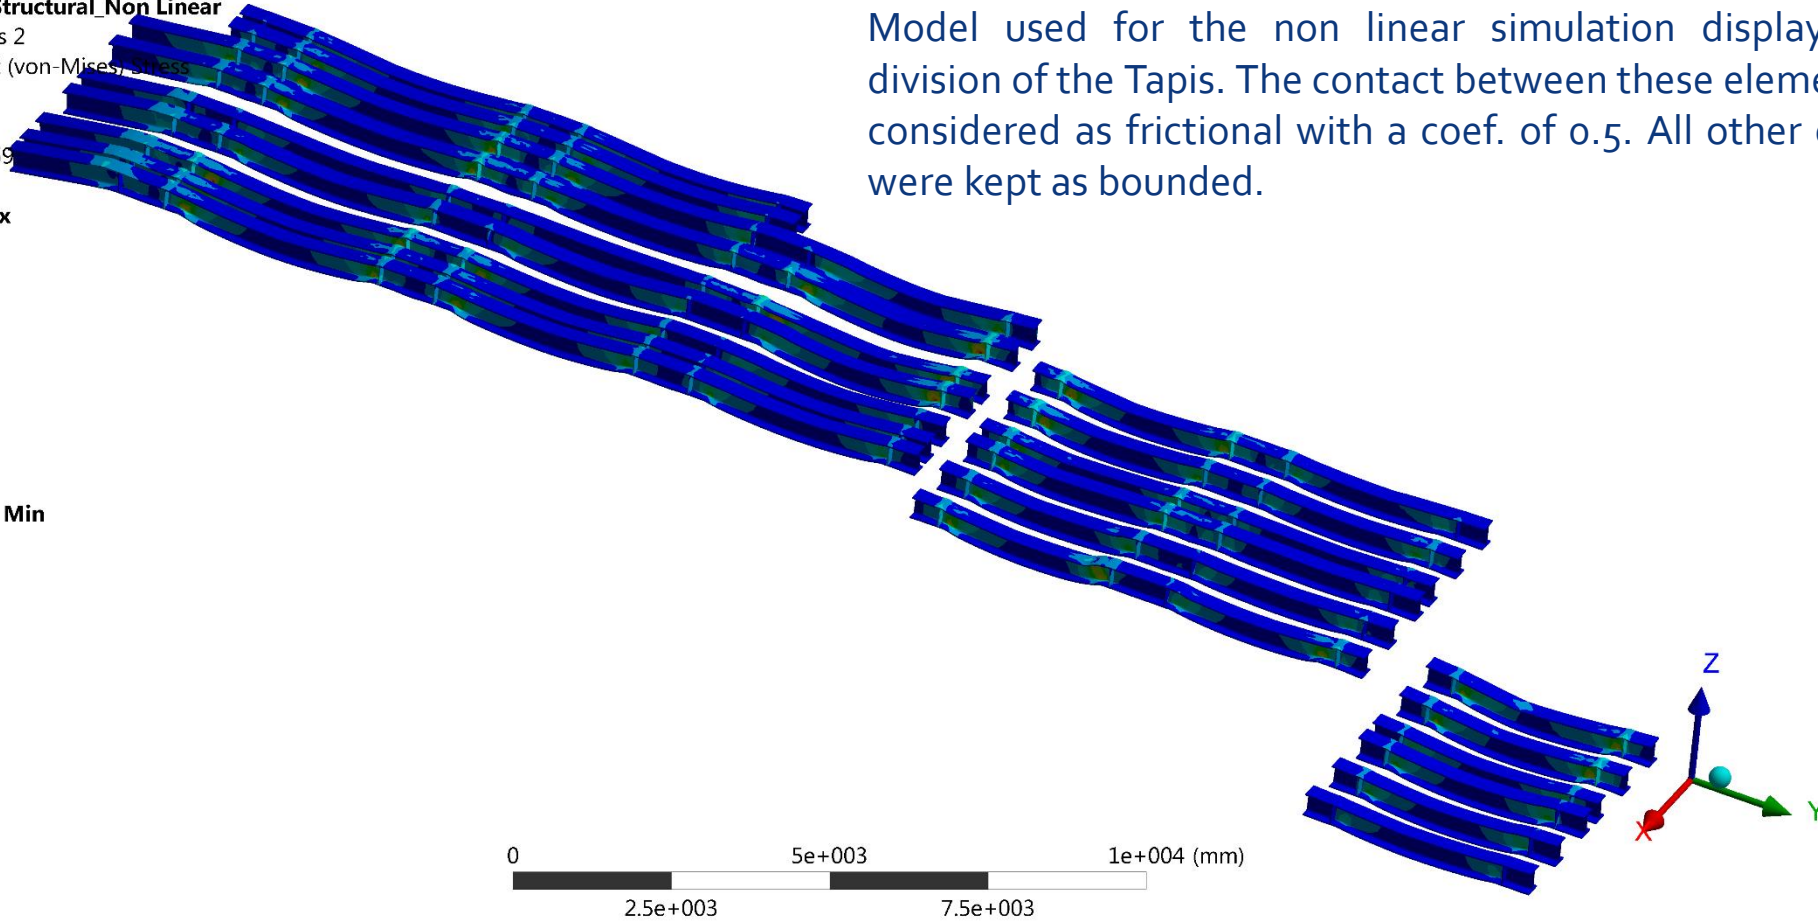 Structural_Non Linear
s 2
(von-Mises) Stress
9
x
Min
Model used for the non linear simulation display
division of the Tapis. The contact between these eleme
considered as frictional with a coef. of 0.5. All other
were kept as bounded.
0 5e+003 1e+004 (mm)
2.5e+003 7.5e+003
Z
X
Y